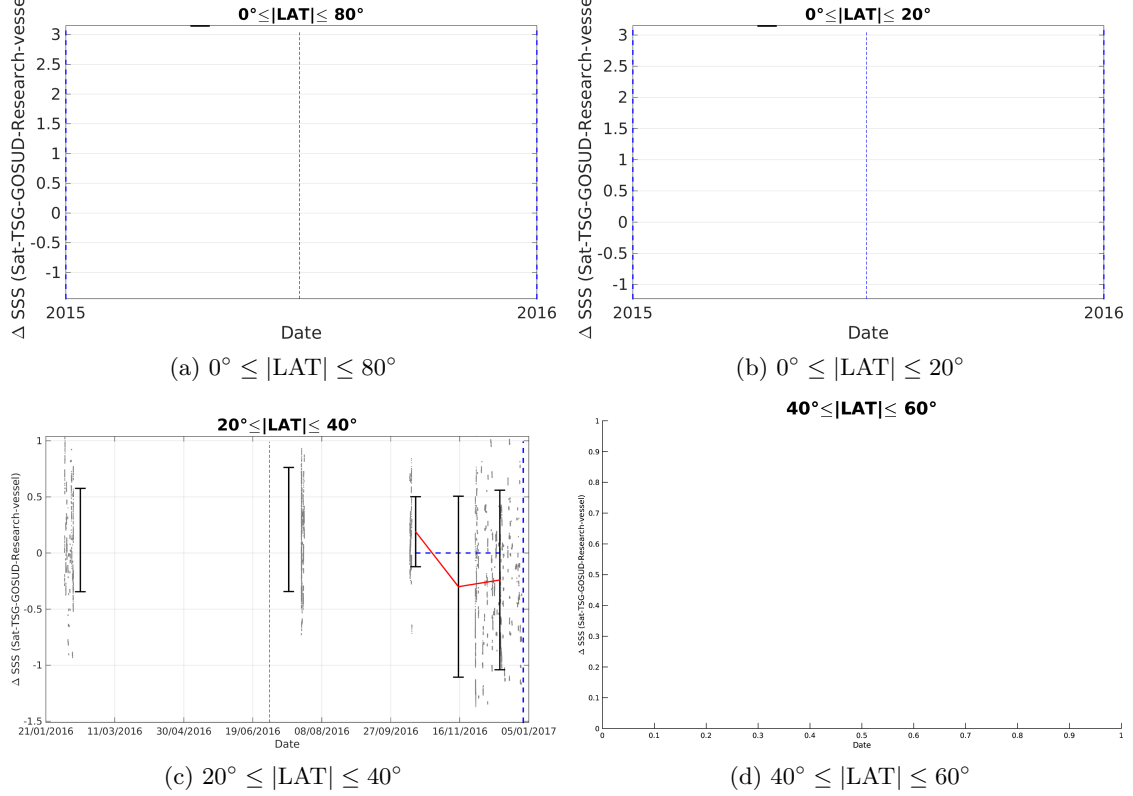 0°≤|LAT|≤ 80°
Δ SSS (Sat-TSG-GOSUD-Research-vessel)
3
2.5
2
1.5
1
0.5
0
-0.5
-1
2015 2016
Date
(a) 0° ≤ |LAT| ≤ 80°
0°≤|LAT|≤ 20°
Δ SSS (Sat-TSG-GOSUD-Research-vessel
3
2.5
2
1.5
1
0.5
0
-0.5
-1
2015 2016
Date
(b) 0° ≤ |LAT| ≤ 20°
20°≤|LAT|≤ 40°
Δ SSS (Sat-TSG-GOSUD-Research-vessel)
1
0.5
0
-0.5
-1
-1.5
21/01/2016 11/03/2016 30/04/2016 19/06/2016 08/08/2016 27/09/2016 16/11/2016 05/01/2017
Date
(c) 20° ≤ |LAT| ≤ 40°
40°≤|LAT|≤ 60°
Δ SSS (Sat-TSG-GOSUD-Research-vessel)
1
0.9
0.8
0.7
0.6
0.5
0.4
0.3
0.2
0.1
0
0 0.1 0.2 0.3 0.4 0.5 0.6 0.7 0.8 0.9 1
Date
(d) 40° ≤ |LAT| ≤ 60°